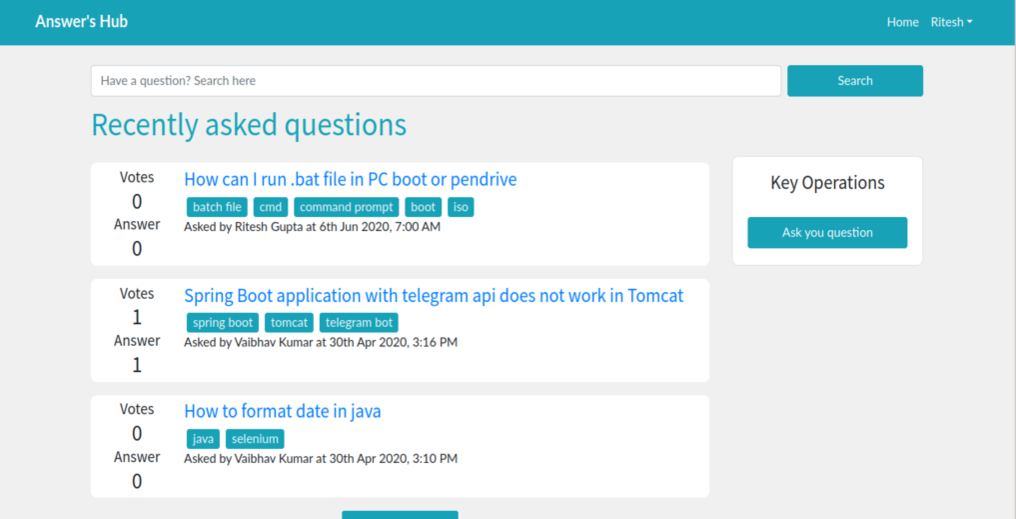 Answer's Hub
Home Ritesh
Have a question? Search here
Search
Recently asked questions
Votes
0
Answer
0
How can I run .bat file in PC boot or pendrive
batch file cmd command prompt boot iso
Asked by Ritesh Gupta at 6th Jun 2020, 7:00 AM
Votes
1
Answer
1
Spring Boot application with telegram api does not work in Tomcat
spring boot tomcat telegram bot
Asked by Vaibhav Kumar at 30th Apr 2020, 3:16 PM
Votes
0
Answer
0
How to format date in java
java selenium
Asked by Vaibhav Kumar at 30th Apr 2020, 3:10 PM
Key Operations
Ask you question